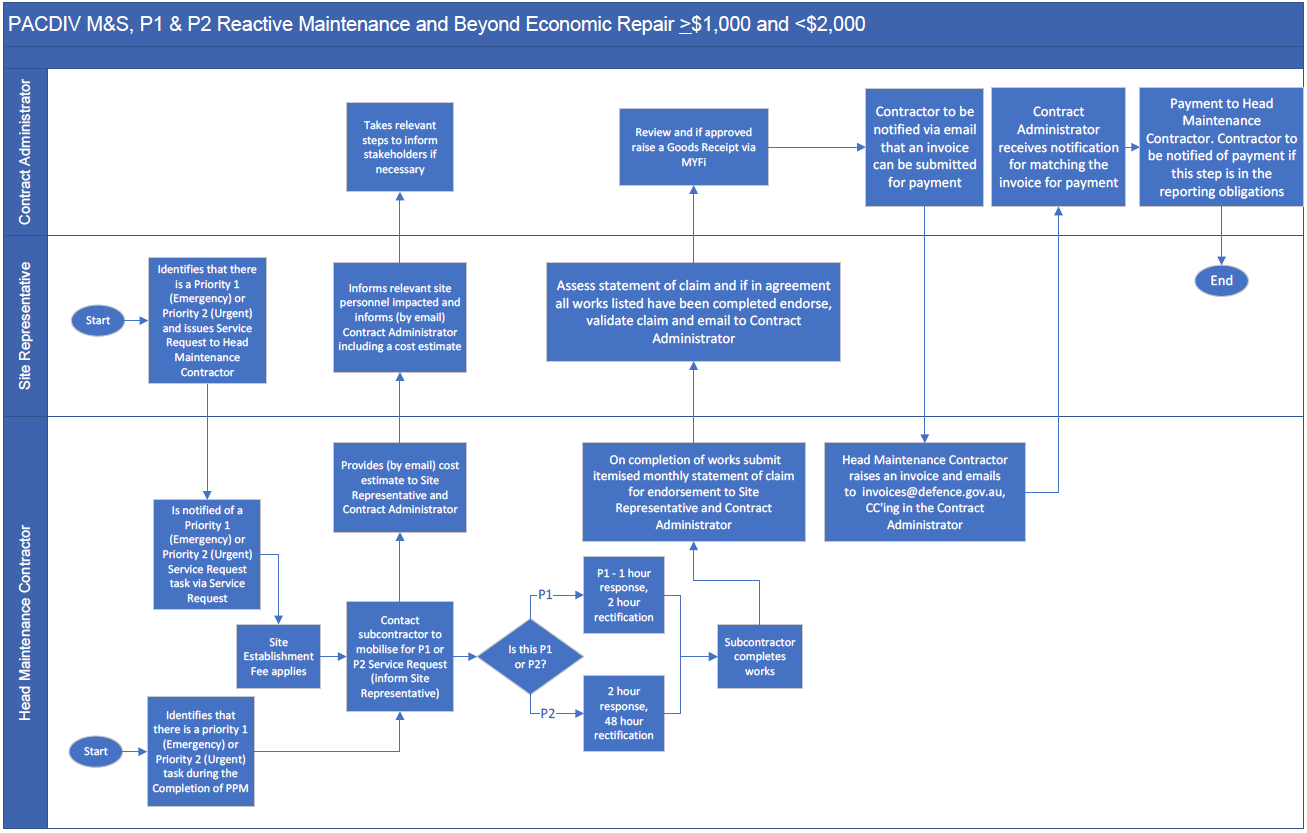 PACDIV M&S, P1 & P2 Reactive Maintenance and Beyond Economic Repair ≥$1,000 and <$2,000
Contract Administrator
Takes relevant
steps to inform
stakeholders if
necessary
Review and if approved
raise a Goods Receipt via
MYFi
Contractor to be
notified via email
that an invoice
can be submitted
for payment
Contract
Administrator
receives notification
for matching the
invoice for payment
Payment to Head
Maintenance
Contractor. Contractor to
be notified of payment if
this step is in the
reporting obligations
Site Representative
Start
Identifies that there
is a Priority 1
(Emergency) or
Priority 2 (Urgent)
and issues Service
Request to Head
Maintenance
Contractor
Informs relevant site
personnel impacted and
informs (by email)
Contract Administrator
including a cost estimate
Assess statement of claim and if in agreement
all works listed have been completed endorse,
validate claim and email to Contract
Administrator
End
Head Maintenance Contractor
Is notified of a
Priority 1
(Emergency) or
Priority 2 (Urgent)
Service Request
task via Service
Request
Site
Establishment
Fee applies
Start
Identifies that
there is a priority 1
(Emergency) or
Priority 2 (Urgent)
task during the
Completion of PPM
Provides (by email) cost
estimate to Site
Representative and
Contract Administrator
Contact
subcontractor to
mobilise for P1 or
P2 Service Request
(inform Site
Representative)
Is this P1
or P2?
P1
P1 - 1 hour
response,
2 hour
rectification
P2
2 hour
response,
48 hour
rectification
Subcontractor
completes
works
On completion of works submit
itemised monthly statement of claim
for endorsement to Site
Representative and Contract
Administrator
Head Maintenance Contractor
raises an invoice and emails
to invoices@defence.gov.au,
CC'ing in the Contract
Administrator